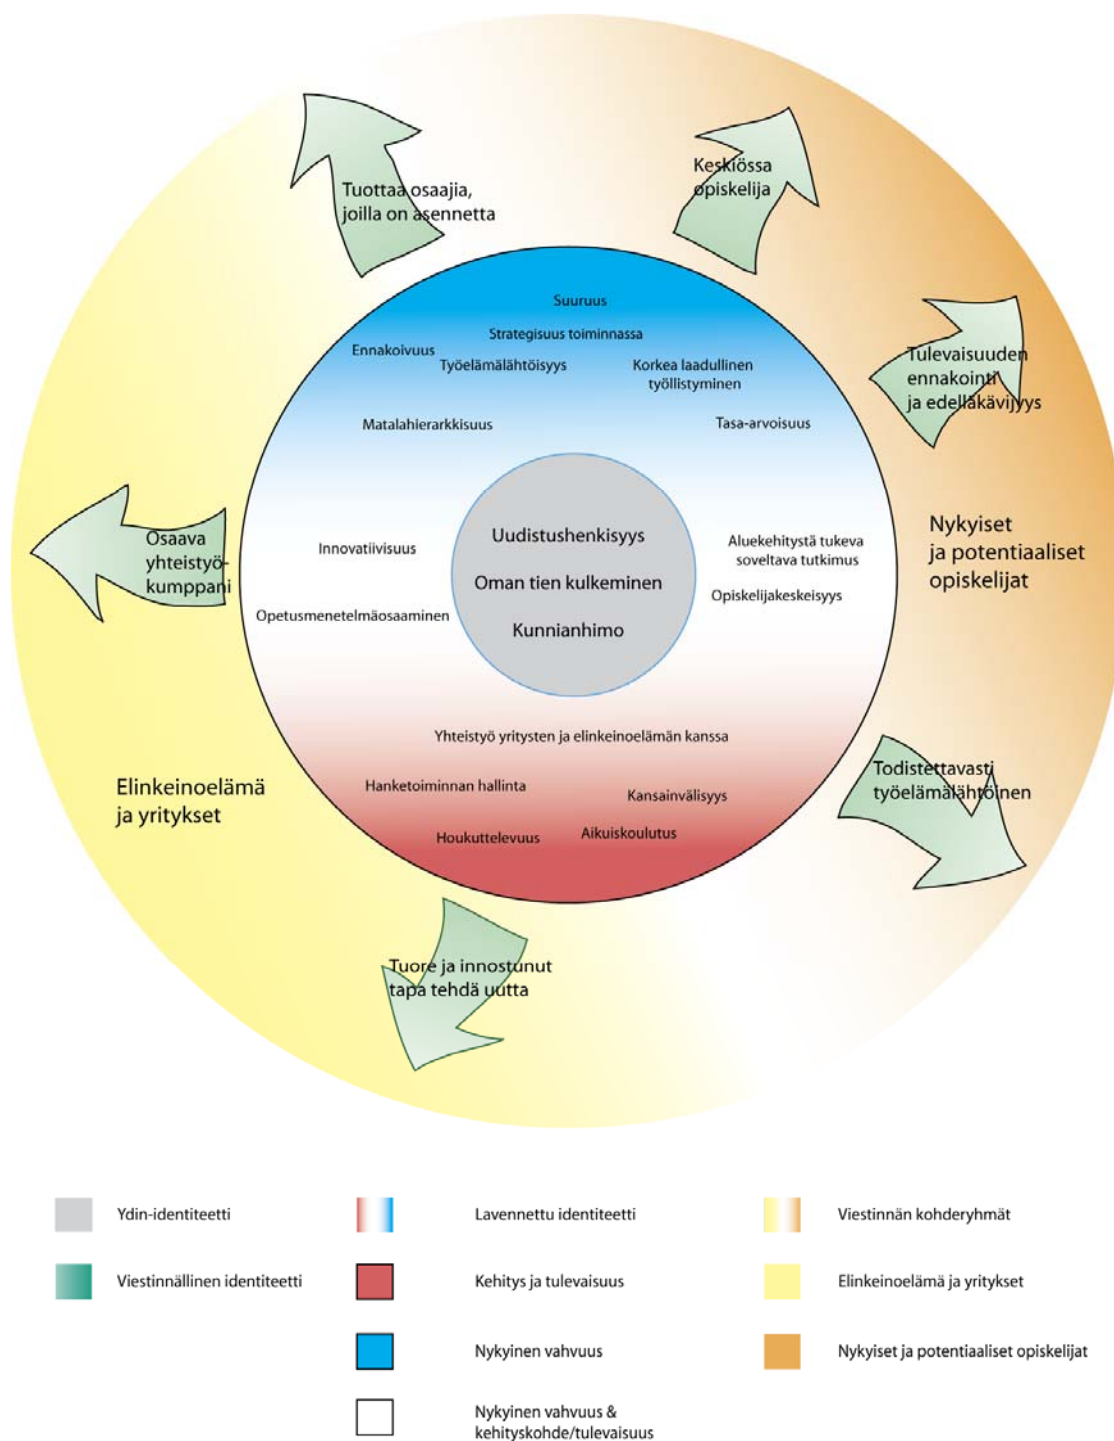 Tuottaa osaajia,
joilla on asennetta
Keskiössa
opiskelija
Tulevaisuuden
ennakointi
ja edelläkävijyys
Suuruus
Strategisuus toiminnassa
Ennakoivuus
Työelämälähtöisyys
Korkea laadullinen
työllistyminen
Matalahierarkkisuus
Tasa-arvoisuus
Osaava
yhteistyö-
kumppani
Innovatiivisuus
Opetusmenetelmäosaaminen
Uudistushenkisyys
Oman tien kulkeminen
Kunnianhimo
Aluekehitystä tukeva
soveltava tutkimus
Opiskelijakeskeisyys
Nykyiset
ja potentiaaliset
opiskelijat
Yhteistyö yritysten ja elinkeinoelämän kanssa
Hanketoiminnan hallinta
Kansainvälisyys
Houkuttelevuus
Aikuiskoulutus
Elinkeinoelämä
ja yritykset
Todistettavasti
työelämälähtöinen
Tuore ja innostunut
tapa tehdä uutta
Ydin-identiteetti
Lavennettu identiteetti
Viestinnän kohderyhmät
Viestinnällinen identiteetti
Kehitys ja tulevaisuus
Elinkeinoelämä ja yritykset
Nykyinen vahvuus
Nykyiset ja potentiaaliset opiskelijat
Nykyinen vahvuus &
kehityskohde/tulevaisuus